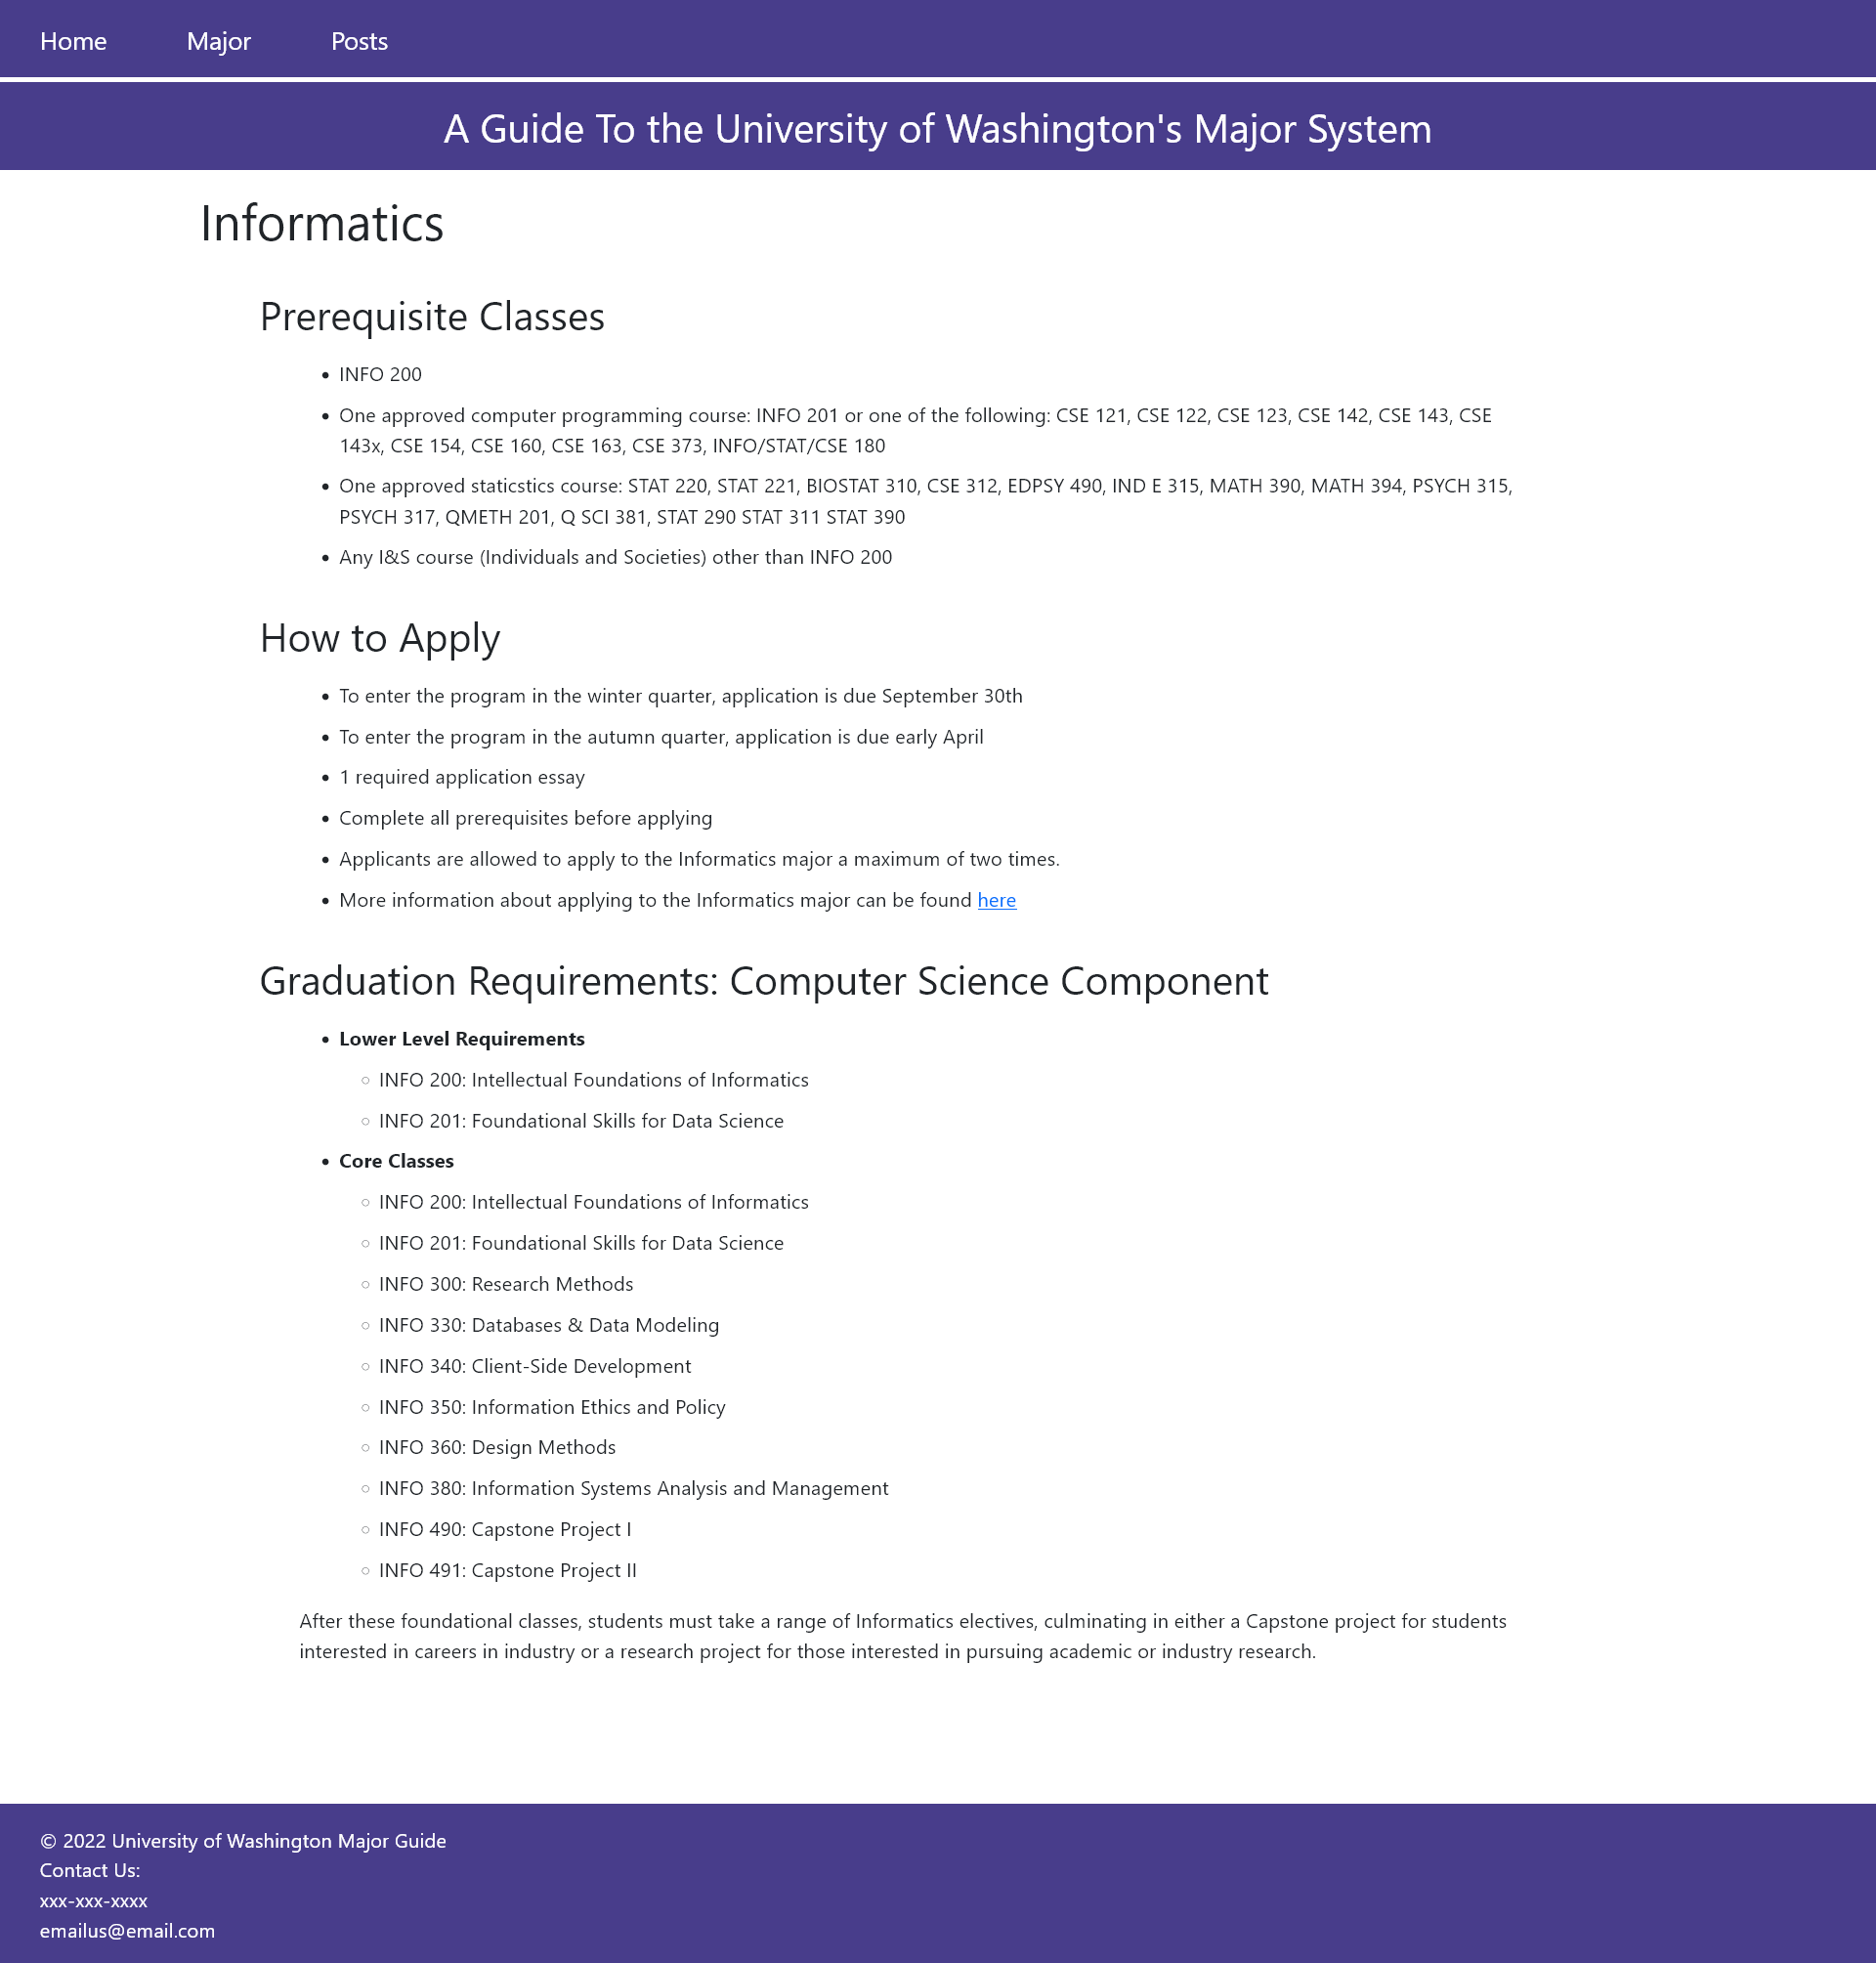 Home Major Posts
A Guide To the University of Washington's Major System
Informatics
Prerequisite Classes
• INFO 200
• One approved computer programming course: INFO 201 or one of the following: CSE 121, CSE 122, CSE 123, CSE 142, CSE 143, CSE
143x, CSE 154, CSE 160, CSE 163, CSE 373, INFO/STAT/CSE 180
• One approved staticstics course: STAT 220, STAT 221, BIOSTAT 310, CSE 312, EDPSY 490, IND E 315, MATH 390, MATH 394, PSYCH 315,
PSYCH 317, QMETH 201, Q SCI 381, STAT 290 STAT 311 STAT 390
• Any I&S course (Individuals and Societies) other than INFO 200
How to Apply
• To enter the program in the winter quarter, application is due September 30th
• To enter the program in the autumn quarter, application is due early April
• 1 required application essay
• Complete all prerequisites before applying
• Applicants are allowed to apply to the Informatics major a maximum of two times.
• More information about applying to the Informatics major can be found here
Graduation Requirements: Computer Science Component
• Lower Level Requirements
◦ INFO 200: Intellectual Foundations of Informatics
◦ INFO 201: Foundational Skills for Data Science
• Core Classes
◦ INFO 200: Intellectual Foundations of Informatics
◦ INFO 201: Foundational Skills for Data Science
◦ INFO 300: Research Methods
◦ INFO 330: Databases & Data Modeling
◦ INFO 340: Client-Side Development
◦ INFO 350: Information Ethics and Policy
◦ INFO 360: Design Methods
◦ INFO 380: Information Systems Analysis and Management
◦ INFO 490: Capstone Project I
◦ INFO 491: Capstone Project II
After these foundational classes, students must take a range of Informatics electives, culminating in either a Capstone project for students
interested in careers in industry or a research project for those interested in pursuing academic or industry research.
© 2022 University of Washington Major Guide
Contact Us:
xxx-xxx-xxxx
emailus@email.com